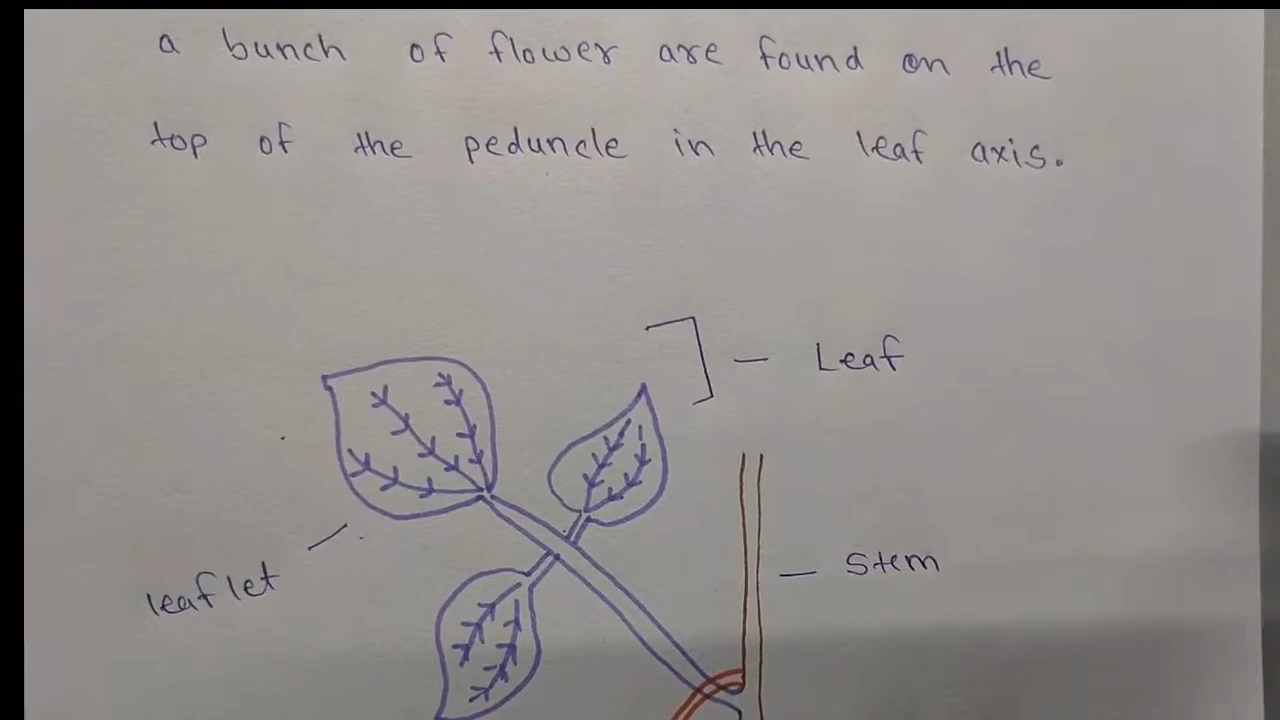 a bunch of flower are found on the
top of the peduncle in the leaf axis.
Leaf
leaflet
Stem